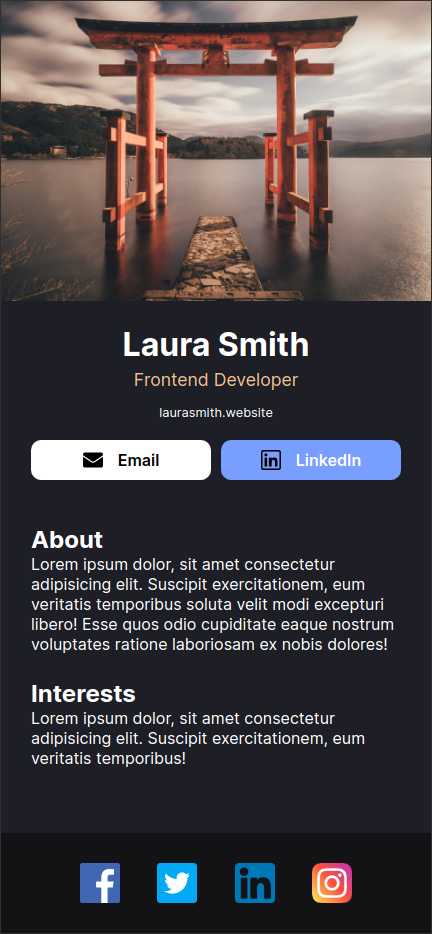 Laura Smith
Frontend Developer
laurasmith.website
Email
LinkedIn
About
Lorem ipsum dolor, sit amet consectetur
adipisicing elit. Suscipit exercitationem, eum
veritatis temporibus soluta velit modi excepturi
libero! Esse quos odio cupiditate eaque nostrum
voluptates ratione laboriosam ex nobis dolores!
Interests
Lorem ipsum dolor, sit amet consectetur
adipisicing elit. Suscipit exercitationem, eum
veritatis temporibus!